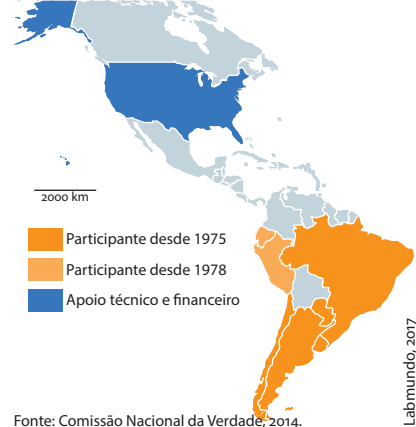 2000 km
Participante desde 1975
Participante desde 1978
Apoio técnico e financeiro
Fonte: Comissão Nacional da Verdade, 2014.
Labmundo, 2017